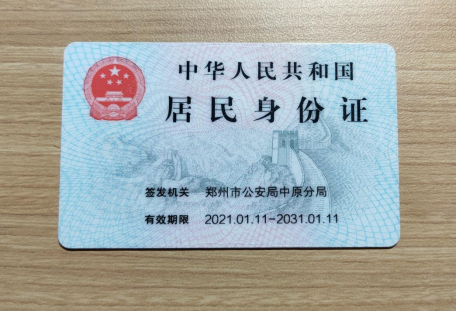 中华人民共和国
居民身份证
签发机关 郑州市公安局中原分局
有效期限 2021.01.11-2031.01.11